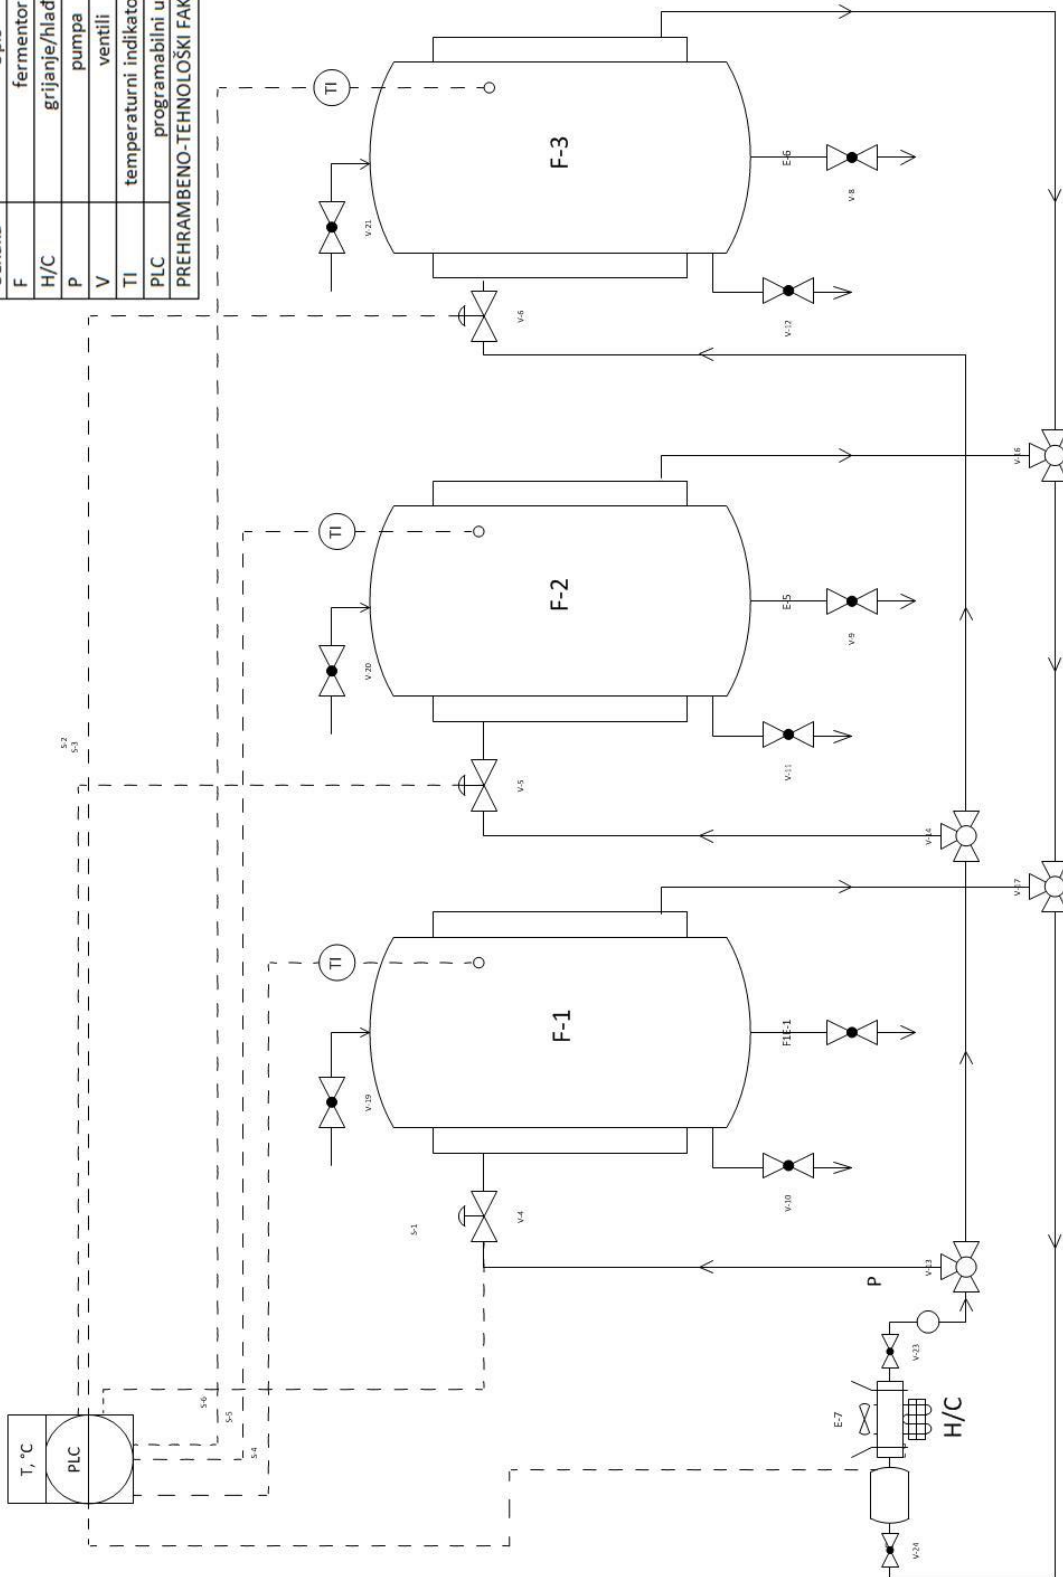 F fermentor
H/C grijanje/hlađ
P pumpa
V ventili
TI temperaturni indikato
PLC programabilni u
PREHRAMBENO-TEHNOLOŠKI FAK
T, °C
PLC
S-2
S-3
S-6
S-5
S-4
S-1
TI
TI
TI
V-19
V-20
V-21
V-4
V-5
V-6
F-1
F-2
F-3
F1E-1
E-5
E-6
V-9
V-8
V-10
V-11
V-12
P
V-13
V-14
V-17
V-16
V-23
V-24
E-7
H/C